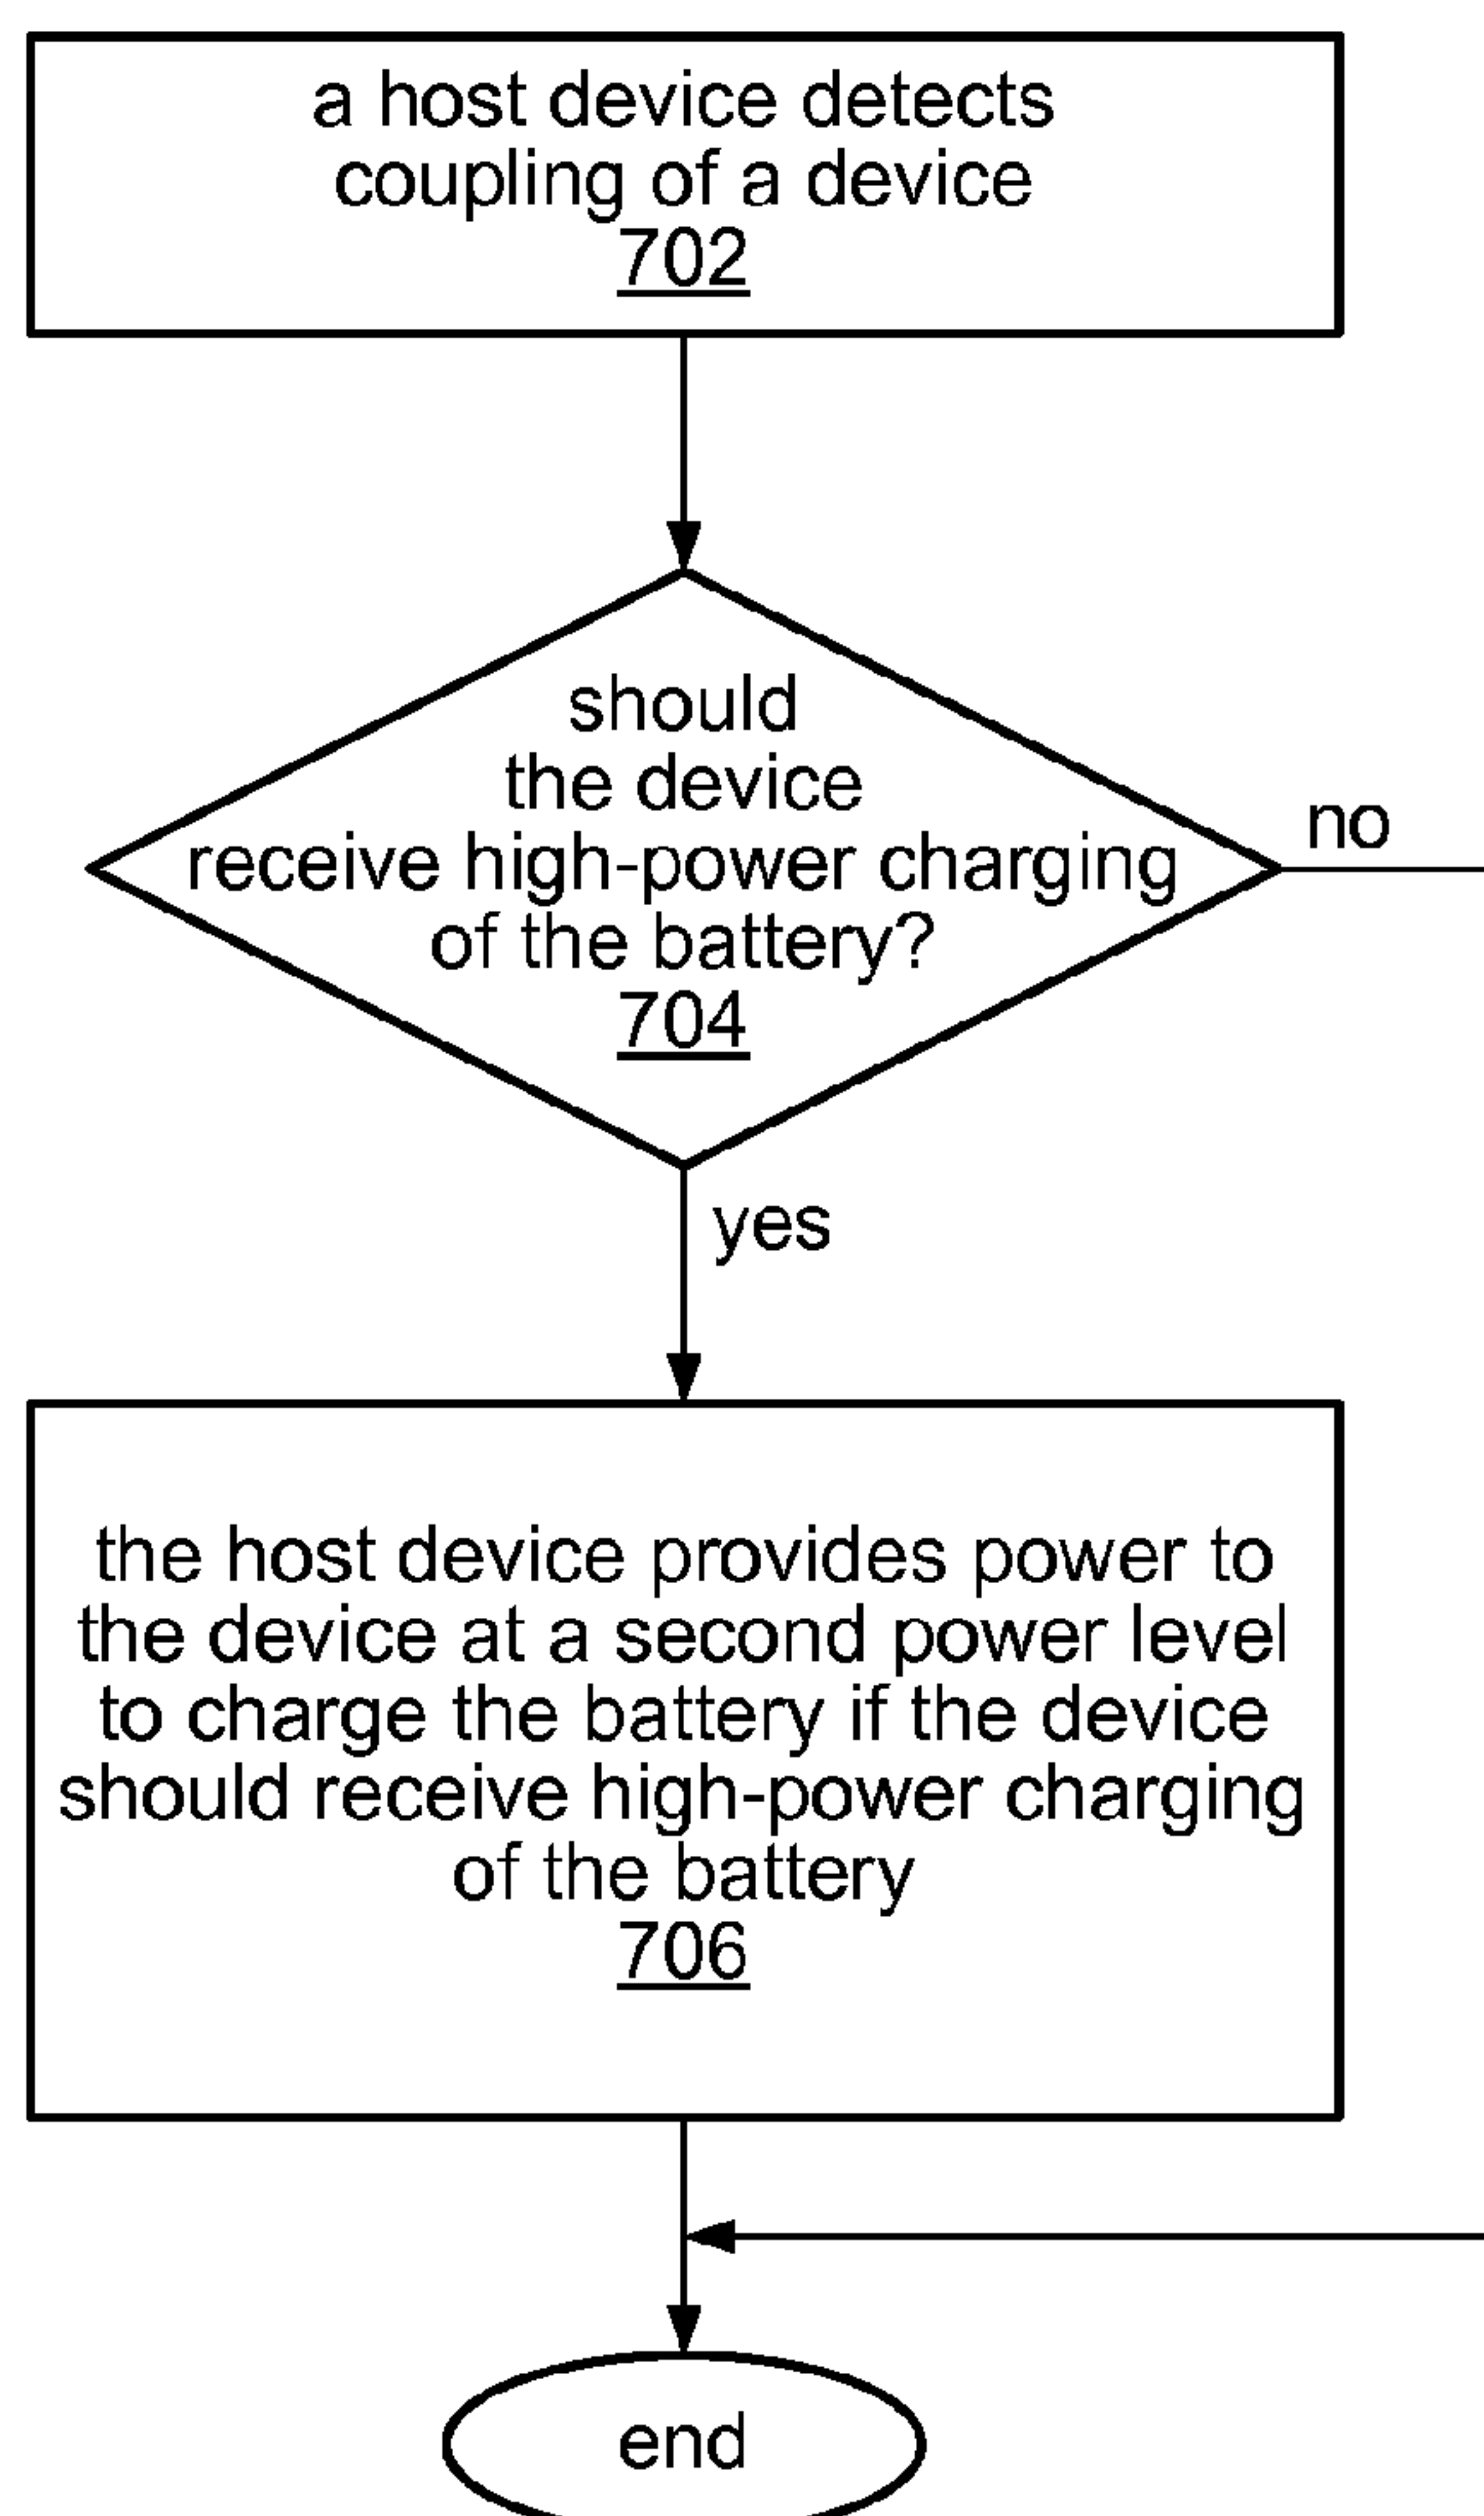 a host device detects
coupling of a device
702
should
the device
receive high-power charging
of the battery?
704
no
yes
the host device provides power to
the device at a second power level
to charge the battery if the device
should receive high-power charging
of the battery
706
end